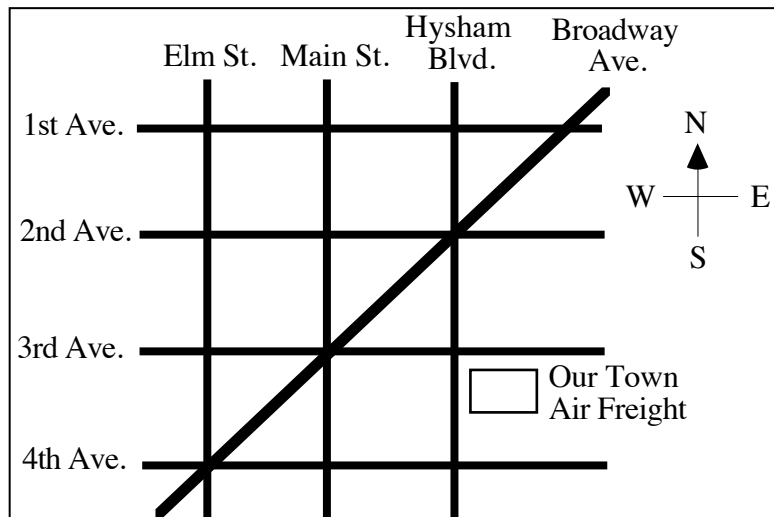 Elm St.
Main St.
Hysham
Blvd.
Broadway
Ave.
1st Ave.
N
W
E
S
2nd Ave.
3rd Ave.
Our Town
Air Freight
4th Ave.